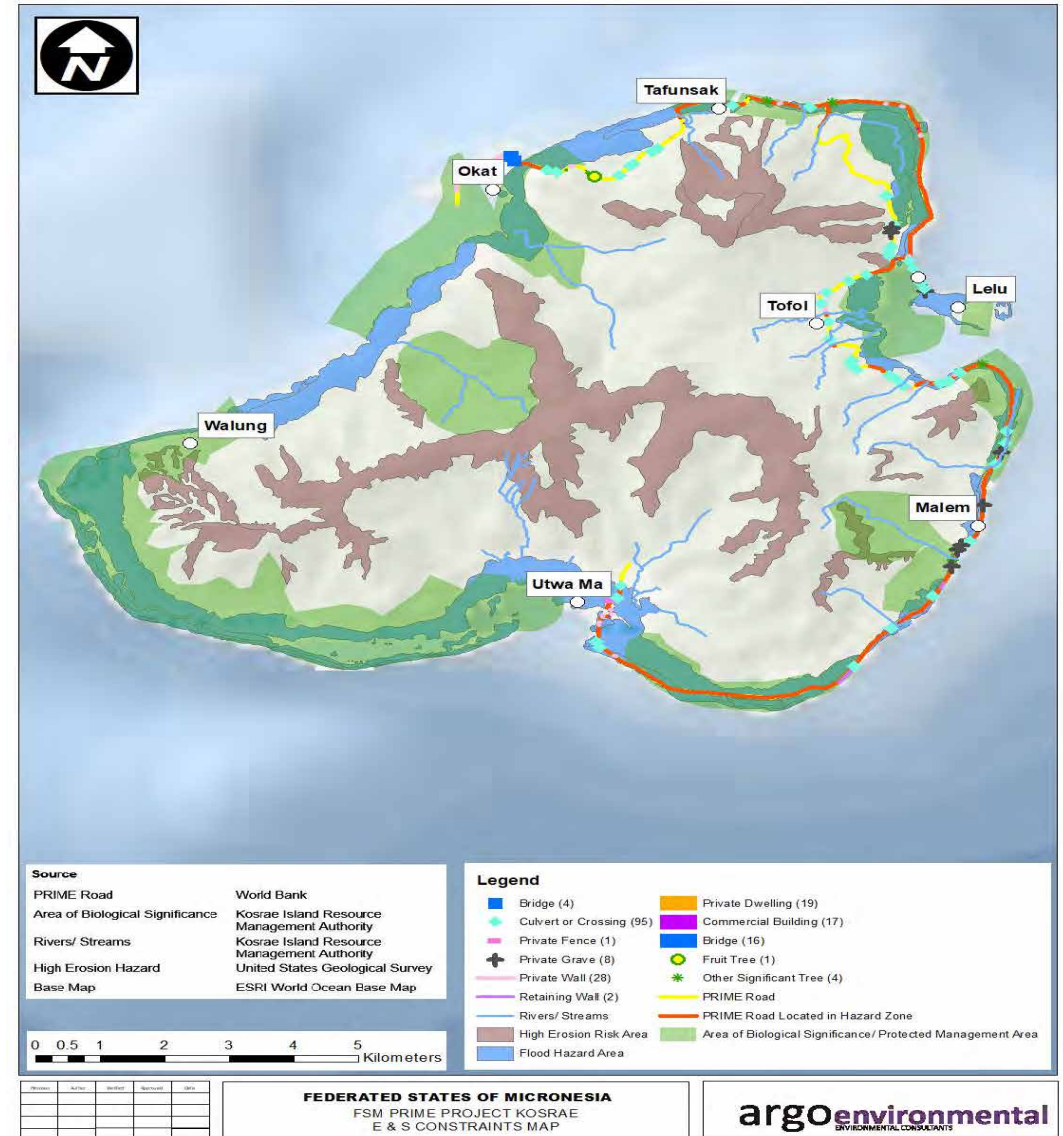 N
Tafunsak
Okat
Tofol
Lelu
Walung
Malem
Utwa Ma
Source
PRIME Road World Bank
Area of Biological Significance Kosrae Island Resource
Management Authority
Rivers/ Streams Kosrae Island Resource
Management Authority
High Erosion Hazard United States Geological Survey
Base Map ESRI World Ocean Base Map
0 0.5 1 2 3 4 5
Kilometers
Legend
Bridge (4)
Culvert or Crossing (95)
Private Fence (1)
Private Grave (8)
Private Wall (28)
Retaining Wall (2)
Rivers/ Streams
High Erosion Risk Area
Flood Hazard Area
Private Dwelling (19)
Commercial Building (17)
Bridge (16)
Fruit Tree (1)
Other Significant Tree (4)
PRIME Road
PRIME Road Located in Hazard Zone
Area of Biological Significance/ Protected Management Area
Author Verified Approved Date
FEDERATED STATES OF MICRONESIA
FSM PRIME PROJECT KOSRAE
E & S CONSTRAINTS MAP
argoenvironmental
ENVIRONMENTAL CONSULTANTS